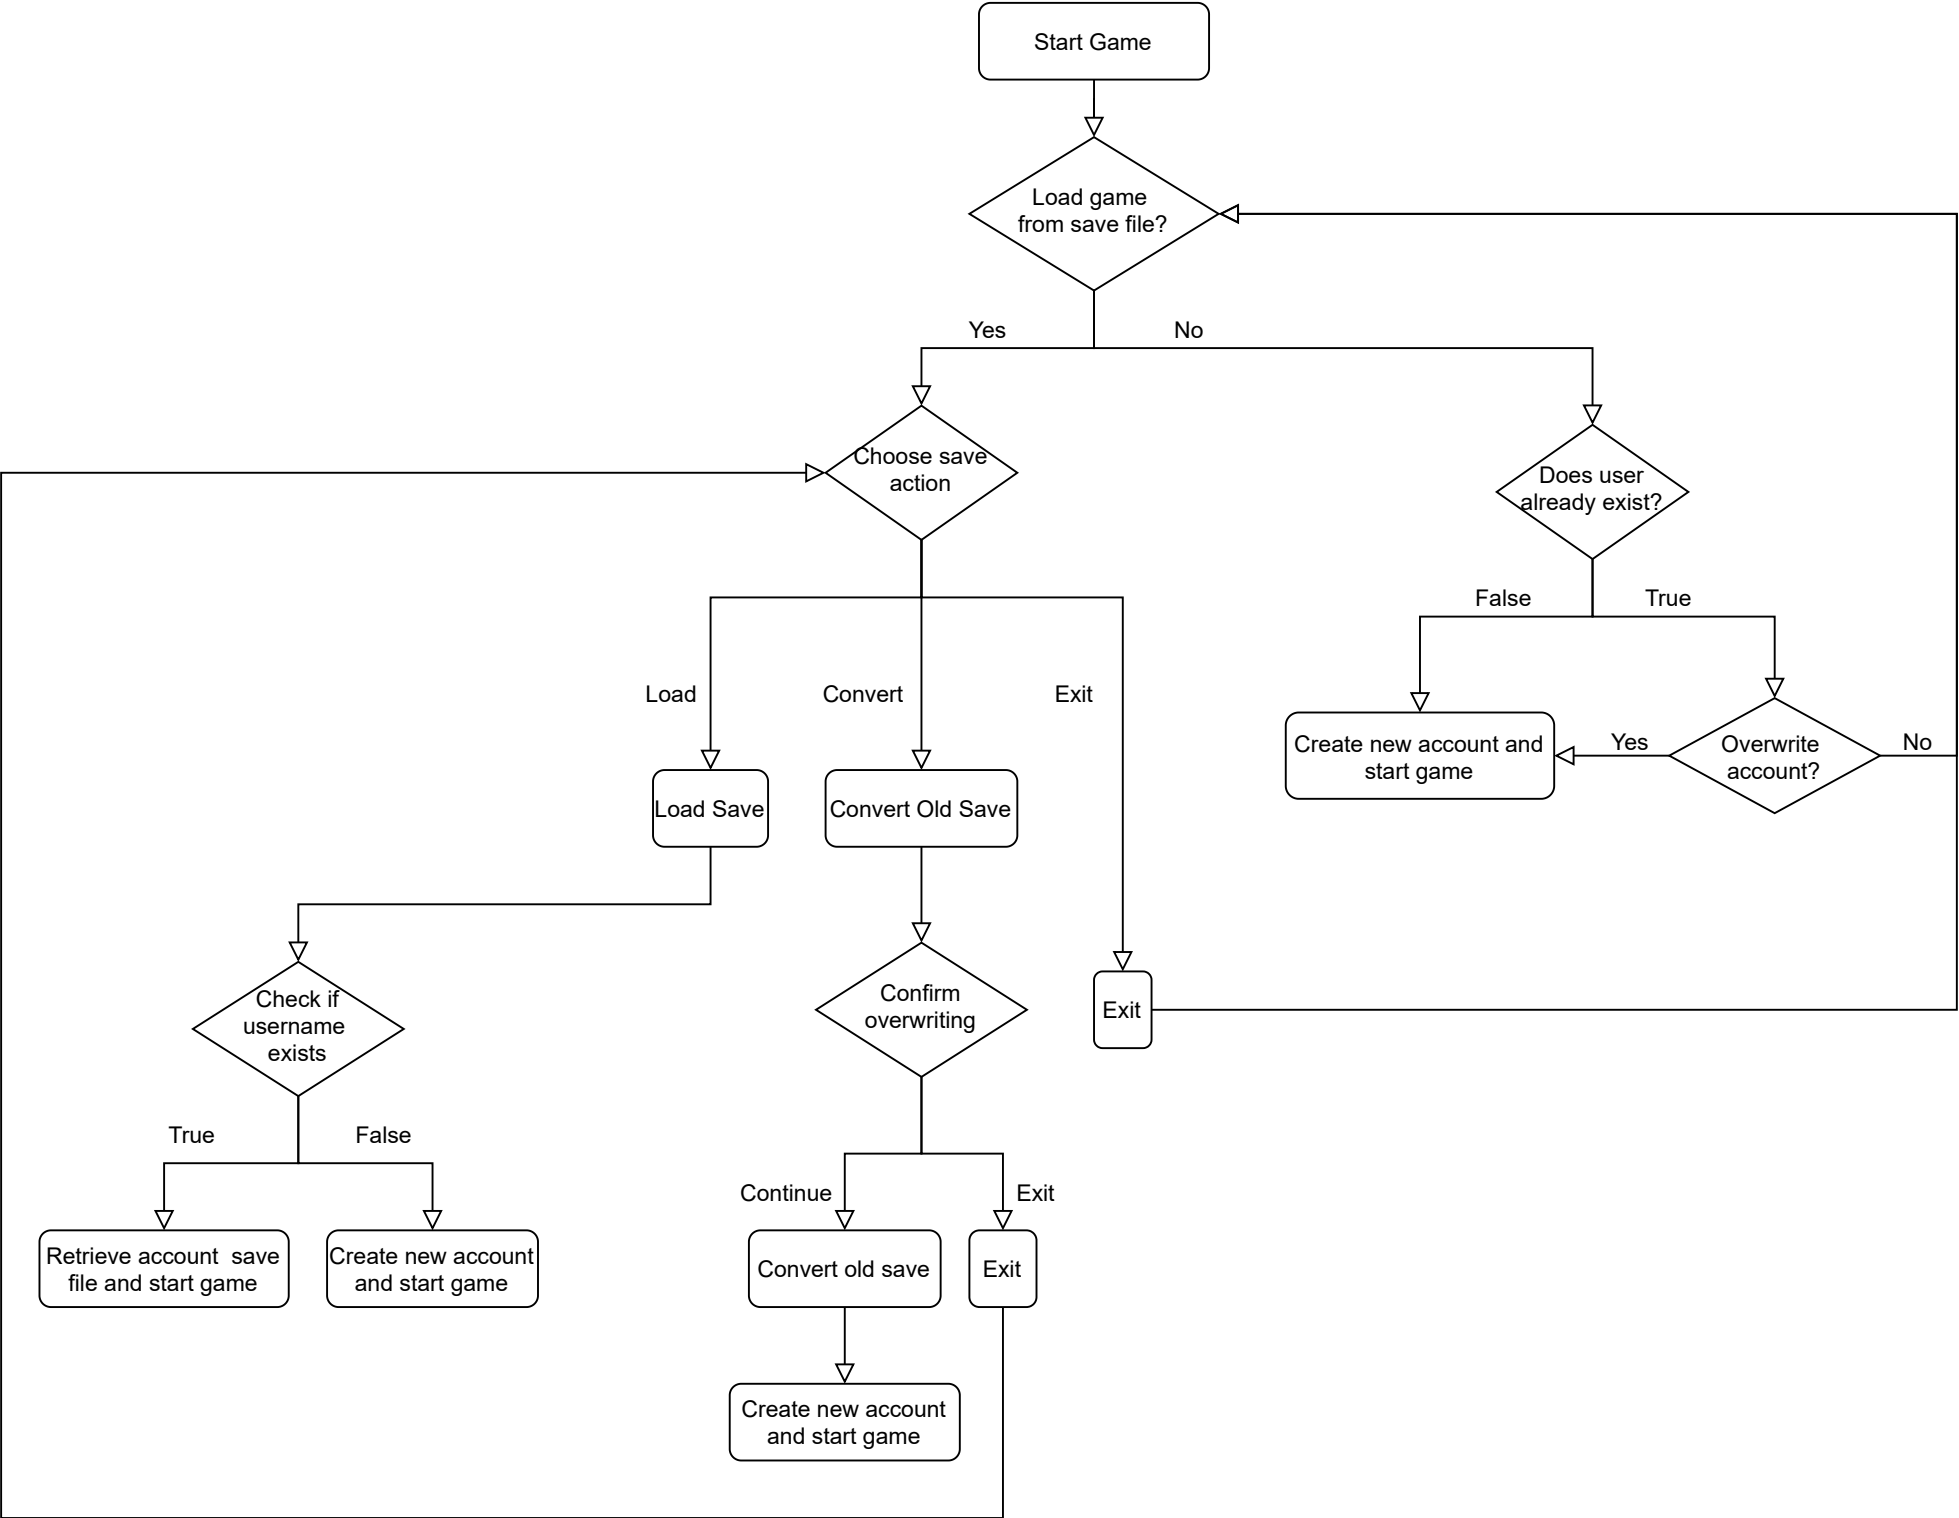 Start Game
Load game
from save file?
Yes
No
Choose save
action
Does user
already exist?
False
True
Load
Convert
Exit
Create new account and
start game
Yes
Overwrite
account?
No
Load Save
Convert Old Save
Check if
username
exists
Confirm
overwriting
Exit
True
False
Continue
Exit
Retrieve account  save
file and start game
Create new account
and start game
Convert old save
Exit
Create new account
and start game